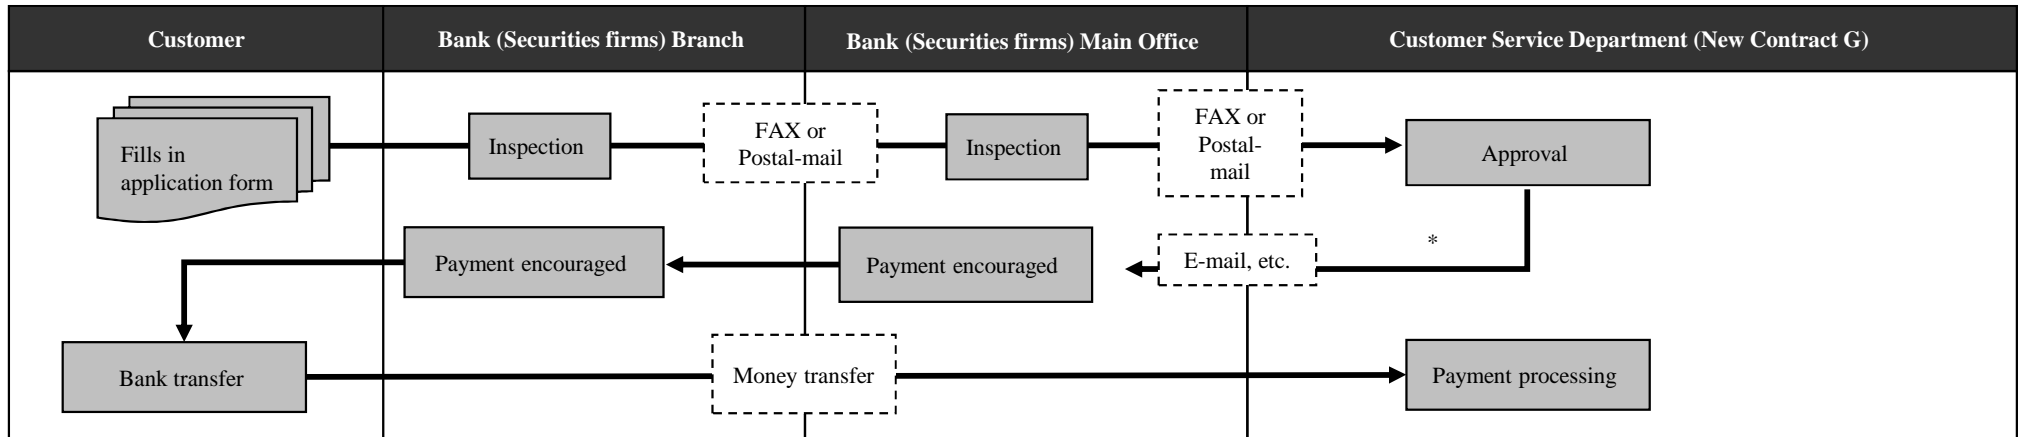 Customer
Bank (Securities firms) Branch
Bank (Securities firms) Main Office
Customer Service Department (New Contract G)
Fills in
application form
Inspection
FAX or
Postal-mail
Inspection
FAX or
Postal-
mail
Approval
Payment encouraged
Payment encouraged
E-mail, etc.
*
Bank transfer
Money transfer
Payment processing